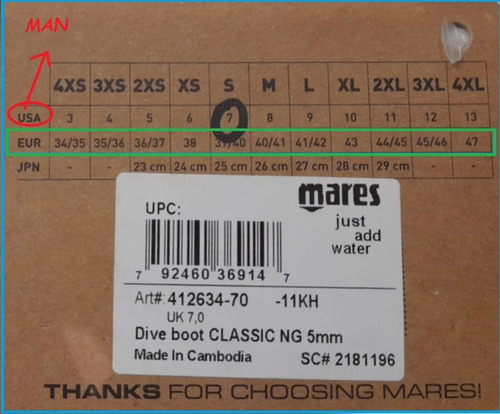 MAN
4XS 3XS 2XS XS S M L XL 2XL 3XL 4XL
USA 3 4 5 6 7 8 9 10 11 12 13
EUR 34/35 35/36 36/37 38 39/40 40/41 41/42 43 44/45 45/46 47
JPN - - 23 cm 24 cm 25 cm 26 cm 27 cm 28 cm 29 cm - -
mares
just
add
water
UPC:
7 92460 36914 7
Art#: 412634-70 -11KH
UK 7,0
Dive boot CLASSIC NG 5mm
Made In Cambodia SC# 2181196
THANKS FOR CHOOSING MARES!